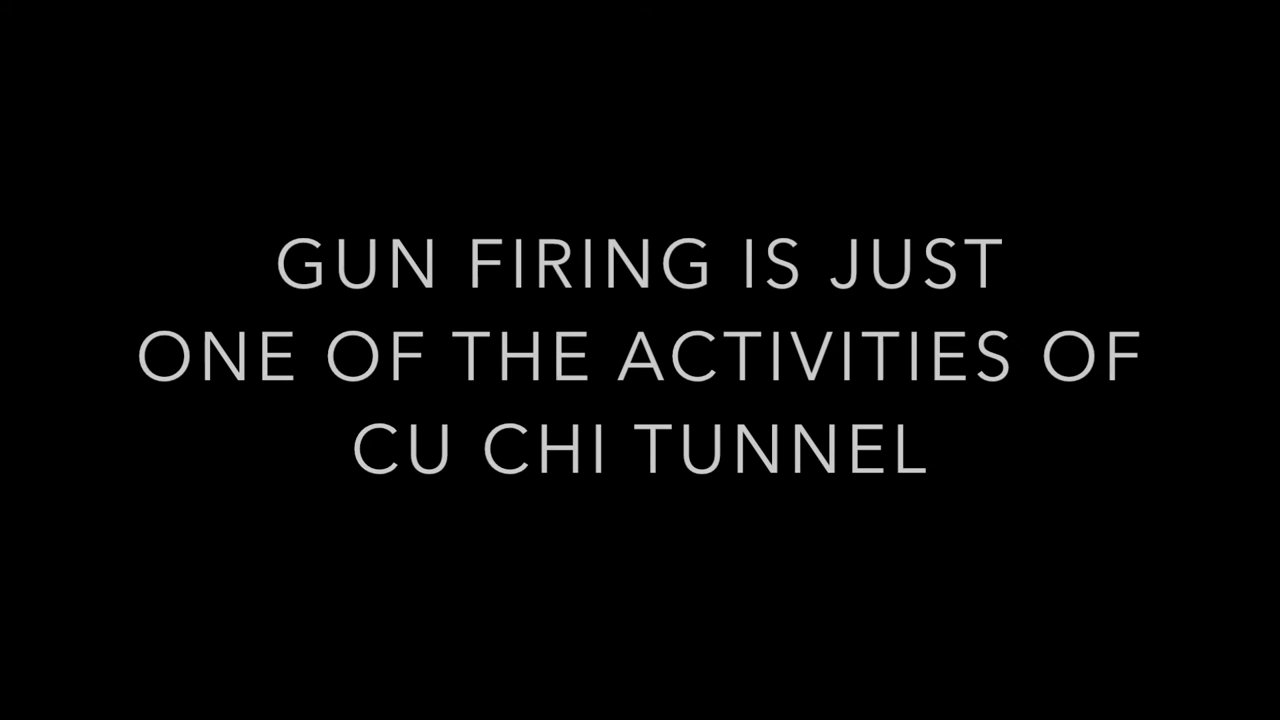 GUN FIRING IS JUST
ONE OF THE ACTIVITIES OF
CU CHI TUNNEL